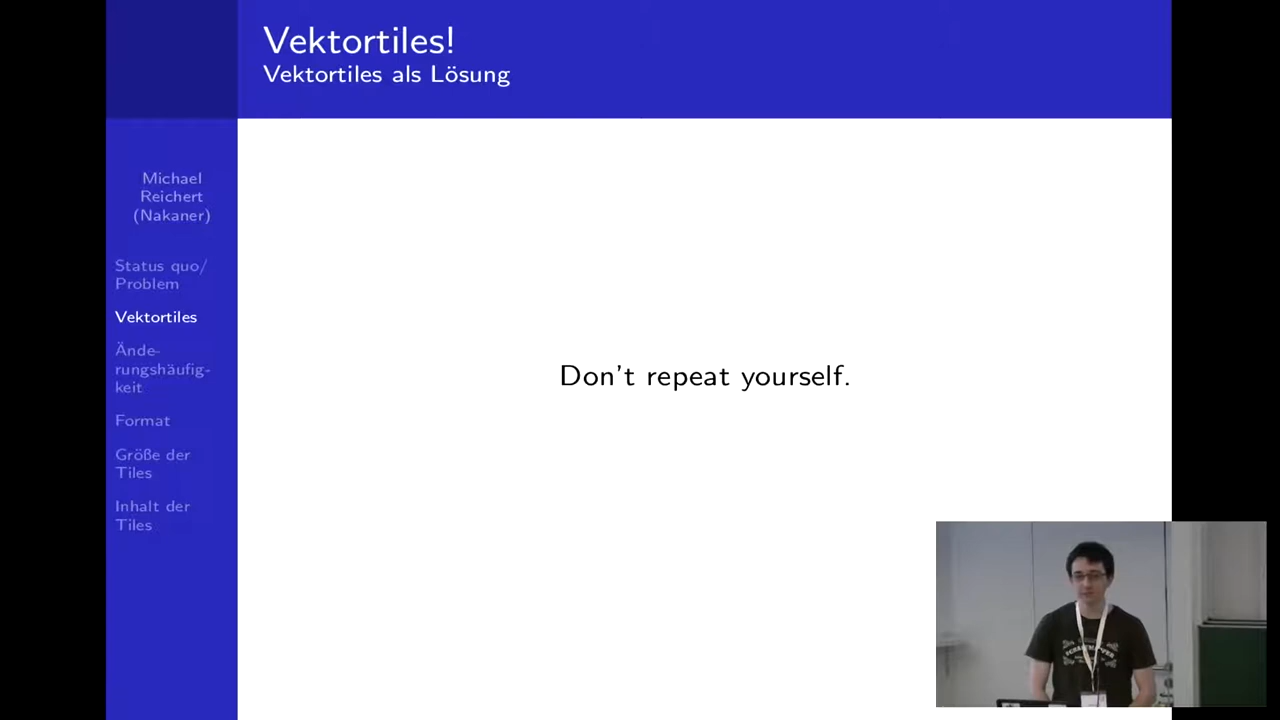 Vektortiles!
Vektortiles als Lösung
Michael
Reichert
(Nakaner)
Status quo/
Problem
Vektortiles
Ände-
rungshäufig-
keit
Format
Größe der
Tiles
Inhalt der
Tiles
Don't repeat yourself.